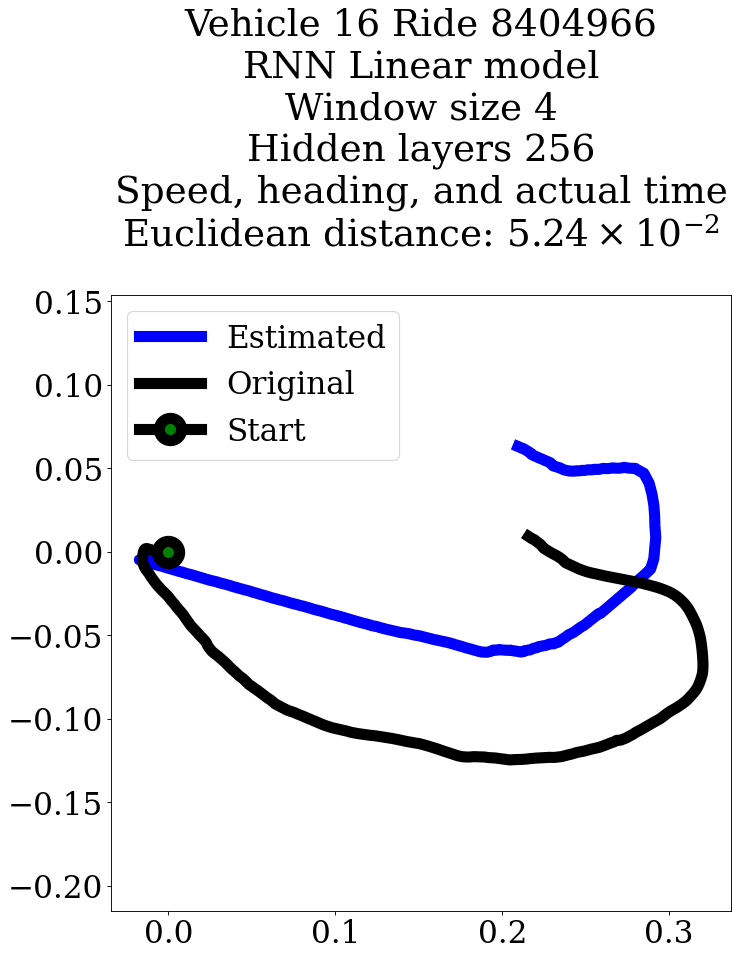 Vehicle 16 Ride 8404966
RNN Linear model
Window size 4
Hidden layers 256
Speed, heading, and actual time
Euclidean distance: 5.24 × 10⁻²
Estimated
Original
Start
0.15
0.10
0.05
0.00
−0.05
−0.10
−0.15
−0.20
0.0 0.1 0.2 0.3